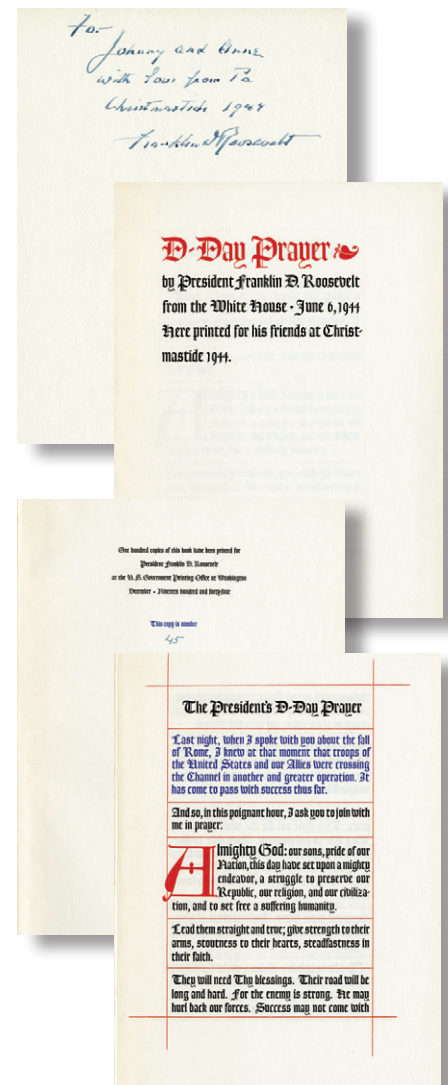 To-
Johnny and Anne
with love from Pa
Christmastide 1944
Franklin D Roosevelt
D-Day Prayer
by President Franklin D. Roosevelt
from the White House • June 6, 1944
Here printed for his friends at Christ-
mastide 1944.
One hundred copies of this book have been printed for
President Franklin D. Roosevelt
at the U. S. Government Printing Office at Washington
December • Nineteen hundred and forty-four
This copy is number
45
The President's D-Day Prayer
Last night, when I spoke with you about the fall
of Rome, I knew at that moment that troops of
the United States and our Allies were crossing
the Channel in another and greater operation. It
has come to pass with success thus far.
And so, in this poignant hour, I ask you to join with
me in prayer:
Almighty God: our sons, pride of our
Nation, this day have set upon a mighty
endeavor, a struggle to preserve our
Republic, our religion, and our civiliza-
tion, and to set free a suffering humanity.
Lead them straight and true; give strength to their
arms, stoutness to their hearts, steadfastness in
their faith.
They will need Thy blessings. Their road will be
long and hard. For the enemy is strong. He may
hurl back our forces. Success may not come with